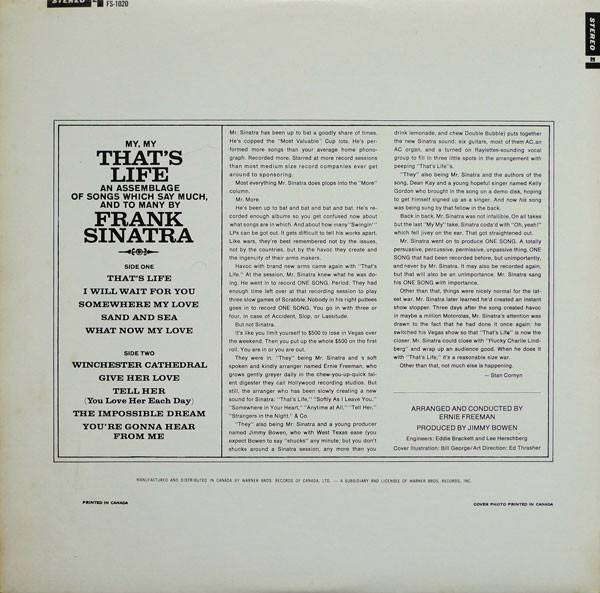 STEREO
FS-1020
STEREO
MY, MY
THAT'S
LIFE
AN ASSEMBLAGE
OF SONGS WHICH SAY MUCH,
AND TO MANY BY
FRANK
SINATRA
SIDE ONE
THAT'S LIFE
I WILL WAIT FOR YOU
SOMEWHERE MY LOVE
SAND AND SEA
WHAT NOW MY LOVE
SIDE TWO
WINCHESTER CATHEDRAL
GIVE HER LOVE
TELL HER
(You Love Her Each Day)
THE IMPOSSIBLE DREAM
YOU'RE GONNA HEAR
FROM ME
Mr. Sinatra has been up to bat a goodly share of times.
He's copped the "Most Valuable" Cup lots. He's per-
formed more songs than your average home phono-
graph. Recorded more. Starred at more record sessions
than most medium size record companies ever get
around to sponsoring.
Most everything Mr. Sinatra does plops into the "More"
column.
Mr. More.
He's been up to bat and bat and bat and bat. He's re-
corded enough albums so you get confused now about
what songs are in which. And about how many "Swingin'"
LPs can be got out. It gets difficult to tell his works apart.
Like wars, they're best remembered not by the issues,
not by the countries, but by the havoc they create and
the ingenuity of their arms makers.
Havoc with brand new arms came again with "That's
Life." At the session, Mr. Sinatra knew what he was do-
ing. He went in to record ONE SONG. Period. They had
enough time left over at that recording session to play
three slow games of Scrabble. Nobody in his right puttees
goes in to record ONE SONG. You go in with three or
four, in case of Accident, Slop, or Lassitude.
But not Sinatra.
It's like you limit yourself to $500 to lose in Vegas over
the weekend. Then you put up the whole $500 on the first
roll. You are in or you are out.
They were in. "They" being Mr. Sinatra and a soft
spoken and kindly arranger named Ernie Freeman, who
grows gently greyer daily in the chew-you-up-quick tal-
ent digester they call Hollywood recording studios. But
still, the arranger who has been slowly creating a new
sound for Sinatra: "That's Life," "Softly As I Leave You,"
"Somewhere in Your Heart," "Anytime at All," "Tell Her,"
"Strangers in the Night," & Co.
"They" also being Mr. Sinatra and a young producer
named Jimmy Bowen, who with West Texas ease (you
expect Bowen to say "shucks" any minute; but you don't
shucks around a Sinatra session, any more than you
drink lemonade, and chew Double Bubble) puts together
the new Sinatra sound: six guitars, most of them AC, an
AC organ, and a turned on Raylettes-sounding vocal
group to fill in three little spots in the arrangement with
peeping "That's Life"s.
"They" also being Mr. Sinatra and the authors of the
song, Dean Kay and a young hopeful singer named Kelly
Gordon who brought in the song on a demo disk, hoping
to get himself signed up as a singer. And now his song
was being sung by that fellow in the back.
Back in back, Mr. Sinatra was not infallible. On all takes
but the last "My My" take, Sinatra coda'd with "Oh, yeah!"
which fell jivey on the ear. That got straightened out.
Mr. Sinatra went on to produce ONE SONG. A totally
persuasive, percussive, permissive, unpassive thing. ONE
SONG that had been recorded before, but unimportantly,
and never by Mr. Sinatra. It may also be recorded again,
but that will also be unimportance. Mr. Sinatra sang
his ONE SONG with importance.
Other than that, things were nicely normal for the lat-
est war. Mr. Sinatra later learned he'd created an instant
show stopper. Three days after the song created havoc
in maybe a million Motorolas, Mr. Sinatra's attention was
drawn to the fact that he had done it once again: he
switched his Vegas show so that "That's Life" is now the
closer. Mr. Sinatra could close with "Plucky Charlie Lind-
berg" and wrap up an audience good. When he does it
with "That's Life," it's a reasonable size war.
Other than that, not much else is happening.
— Stan Cornyn
ARRANGED AND CONDUCTED BY
ERNIE FREEMAN
PRODUCED BY JIMMY BOWEN
Engineers: Eddie Brackett and Lee Herschberg
Cover Illustration: Bill George/Art Direction: Ed Thrasher
MANUFACTURED AND DISTRIBUTED IN CANADA BY WARNER BROS. RECORDS OF CANADA, LTD. — A SUBSIDIARY AND LICENSEE OF WARNER BROS. RECORDS, INC.
PRINTED IN CANADA
COVER PHOTO PRINTED IN CANADA